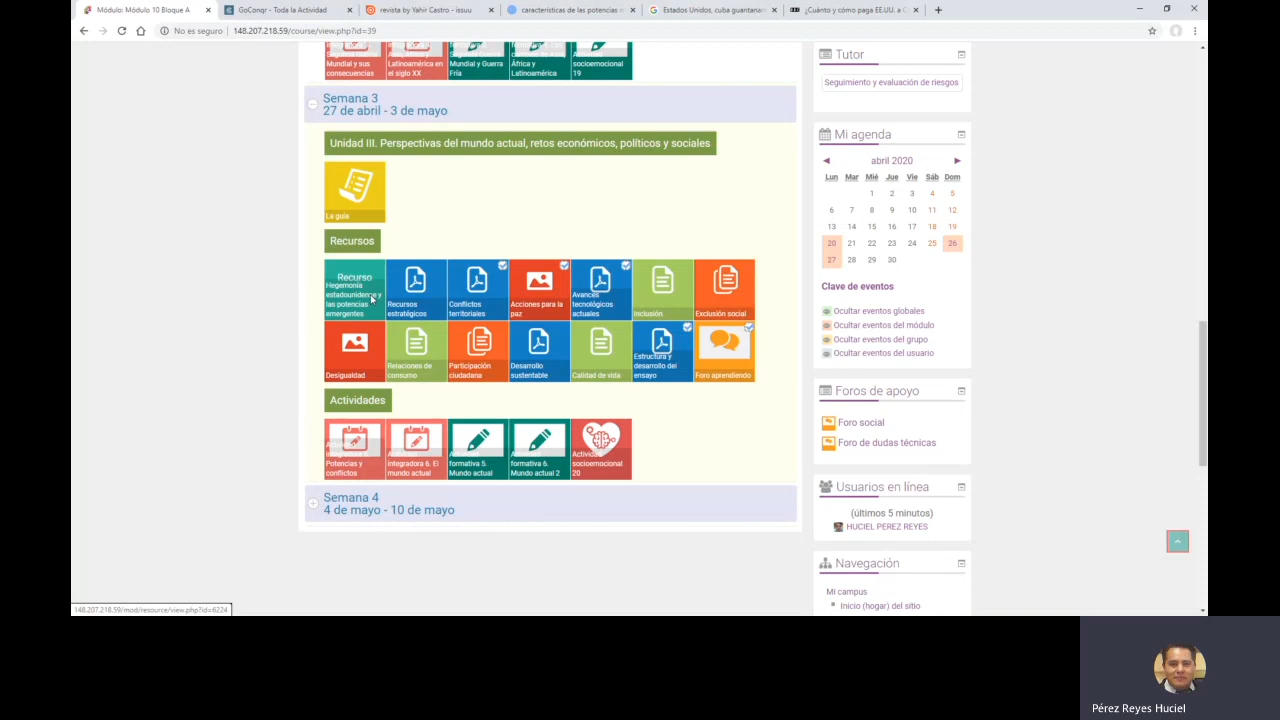 Módulo: Módulo 10 Bloque A
GoConqr - Toda la Actividad
revista by Yahir Castro - issuu
características de las potencias m
Estados Unidos, cuba guantanam
¿Cuánto y cómo paga EE.UU. a C
No es seguro | 148.207.218.59/course/view.php?id=39
Mundial y sus
consecuencias
Latinoamérica en
el siglo XX
Mundial y Guerra
Fría
África y
Latinoamérica
socioemocional
19
Semana 3
27 de abril - 3 de mayo
Unidad III. Perspectivas del mundo actual, retos económicos, políticos y sociales
La guía
Recursos
Recurso
Hegemonía
estadounidense y
las potencias
emergentes
Recursos
estratégicos
Conflictos
territoriales
Acciones para la
paz
Avances
tecnológicos
actuales
Inclusión
Exclusión social
Desigualdad
Relaciones de
consumo
Participación
ciudadana
Desarrollo
sustentable
Calidad de vida
Estructura y
desarrollo del
ensayo
Foro aprendiendo
Actividades
Potencias y
conflictos
integradora 6. El
mundo actual
formativa 5.
Mundo actual
formativa 6.
Mundo actual 2
Actividad
socioemocional
20
Semana 4
4 de mayo - 10 de mayo
Tutor
Seguimiento y evaluación de riesgos
Mi agenda
◄ abril 2020 ►
Lun Mar Mié Jue Vie Sáb Dom
1 2 3 4 5
6 7 8 9 10 11 12
13 14 15 16 17 18 19
20 21 22 23 24 25 26
27 28 29 30
Clave de eventos
Ocultar eventos globales
Ocultar eventos del módulo
Ocultar eventos del grupo
Ocultar eventos del usuario
Foros de apoyo
Foro social
Foro de dudas técnicas
Usuarios en línea
(últimos 5 minutos)
HUCIEL PEREZ REYES
Navegación
Mi campus
Inicio (hogar) del sitio
148.207.218.59/mod/resource/view.php?id=6224
Pérez Reyes Huciel